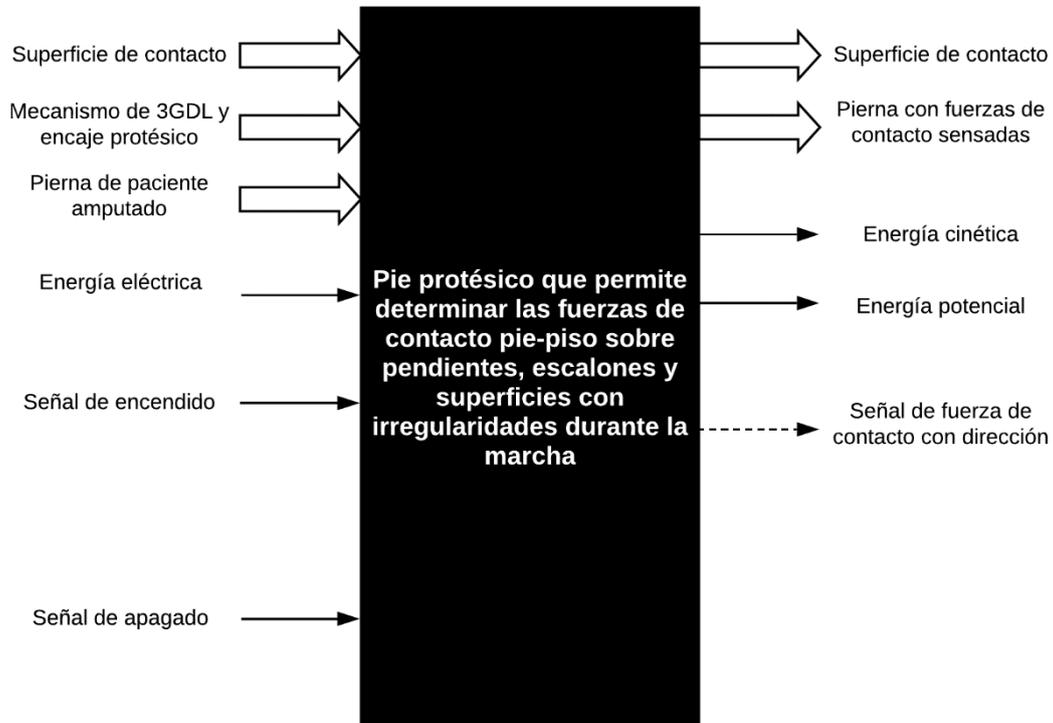 Superficie de contacto
Mecanismo de 3GDL y
encaje protésico
Pierna de paciente
amputado
Energía eléctrica
Señal de encendido
Señal de apagado
Pie protésico que permite
determinar las fuerzas de
contacto pie-piso sobre
pendientes, escalones y
superficies con
irregularidades durante la
marcha
Superficie de contacto
Pierna con fuerzas de
contacto sensadas
Energía cinética
Energía potencial
Señal de fuerza de
contacto con dirección